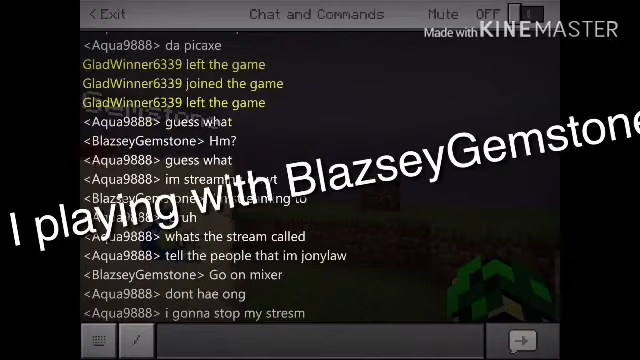 < Exit Chat and Commands Mute OFF
Made with KINEMASTER
<Aqua9888> da picaxe
GladWinner6339 left the game
GladWinner6339 joined the game
GladWinner6339 left the game
<Aqua9888> guess what
<BlazseyGemstone> Hm?
<Aqua9888> guess what
<Aqua9888> im streaming yt
to
I playing with BlazseyGemstone
<Aqua9888> whats the stream called
<Aqua9888> tell the people that im jonylaw
<BlazseyGemstone> Go on mixer
<Aqua9888> dont hae ong
<Aqua9888> i gonna stop my stresm